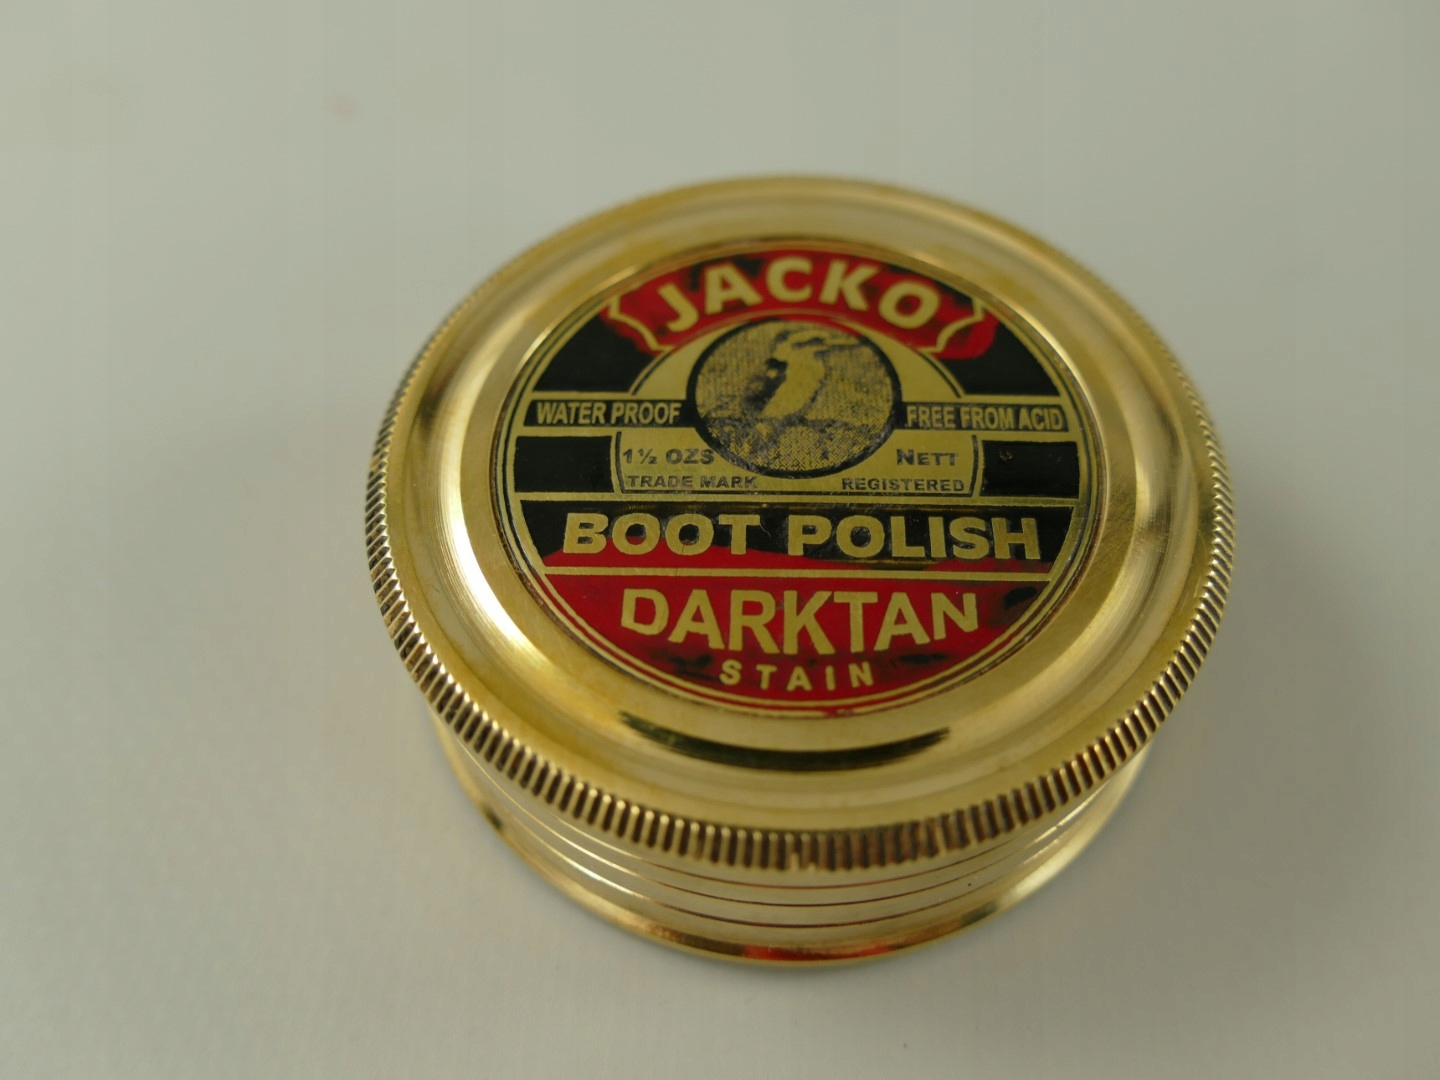 JACKO
WATER PROOF FREE FROM ACID
1½ OZS NETT
TRADE MARK REGISTERED
BOOT POLISH
DARKTAN
STAIN